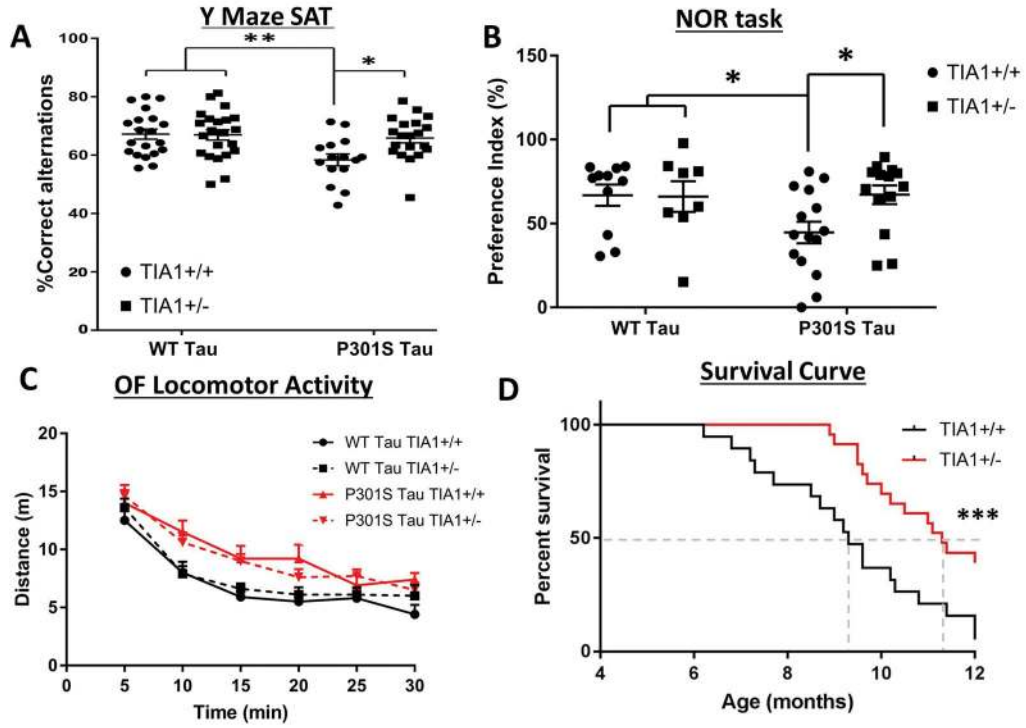 A
Y Maze SAT
**
*
100
80
60
40
20
0
%Correct alternations
TIA1+/+
TIA1+/-
WT Tau
P301S Tau
B
NOR task
*
*
TIA1+/+
TIA1+/-
150
100
50
0
Preference Index (%)
WT Tau
P301S Tau
C
OF Locomotor Activity
20
15
10
5
0
Distance (m)
WT Tau TIA1+/+
WT Tau TIA1+/-
P301S Tau TIA1+/+
P301S Tau TIA1+/-
0 5 10 15 20 25 30
Time (min)
D
Survival Curve
100
50
0
Percent survival
TIA1+/+
TIA1+/-
***
4 6 8 10 12
Age (months)